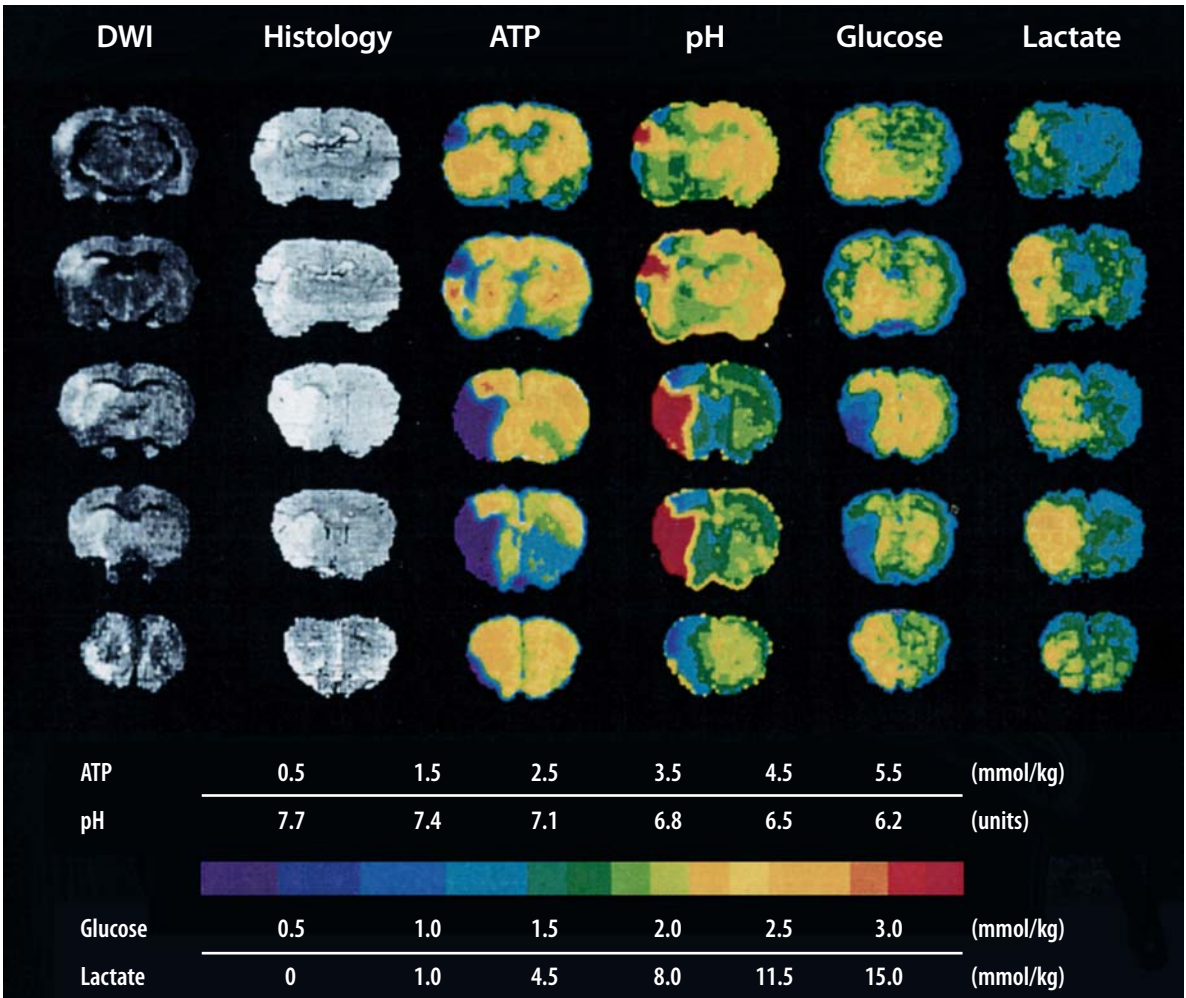 DWI Histology ATP pH Glucose Lactate
ATP 0.5 1.5 2.5 3.5 4.5 5.5 (mmol/kg)
pH 7.7 7.4 7.1 6.8 6.5 6.2 (units)
Glucose 0.5 1.0 1.5 2.0 2.5 3.0 (mmol/kg)
Lactate 0 1.0 4.5 8.0 11.5 15.0 (mmol/kg)